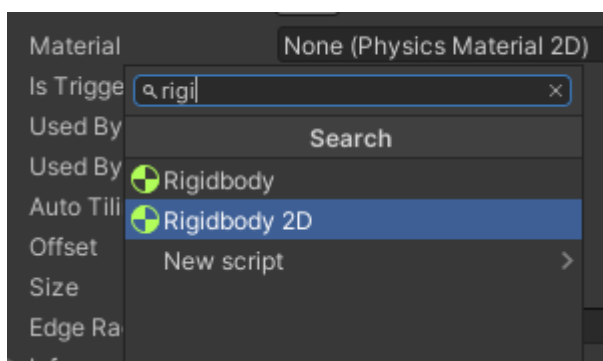 Material None (Physics Material 2D)
Is Trigge
rigi
Used By
Search
Used By
Rigidbody
Auto Tili
Rigidbody 2D
Offset
New script
Size
Edge Ra